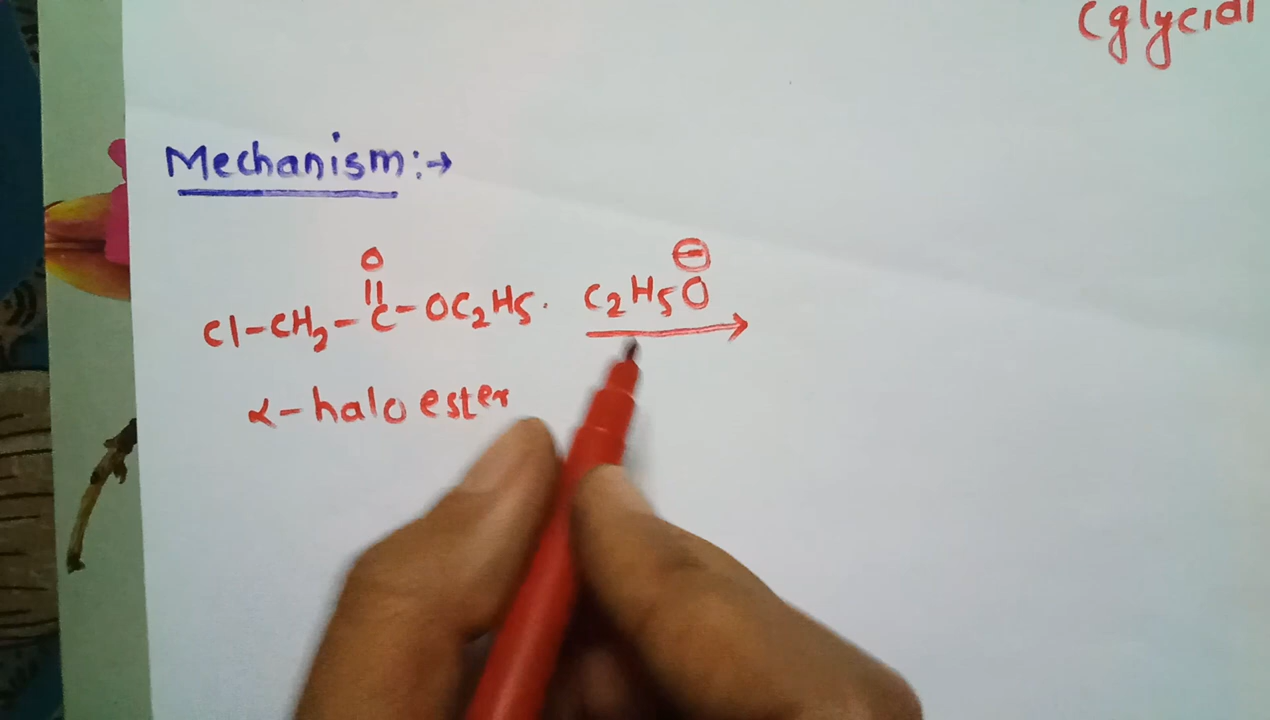 (glycidi
Mechanism:→
O
||
Cl-CH2-C-OC2H5. C2H5O⊖
α-halo ester